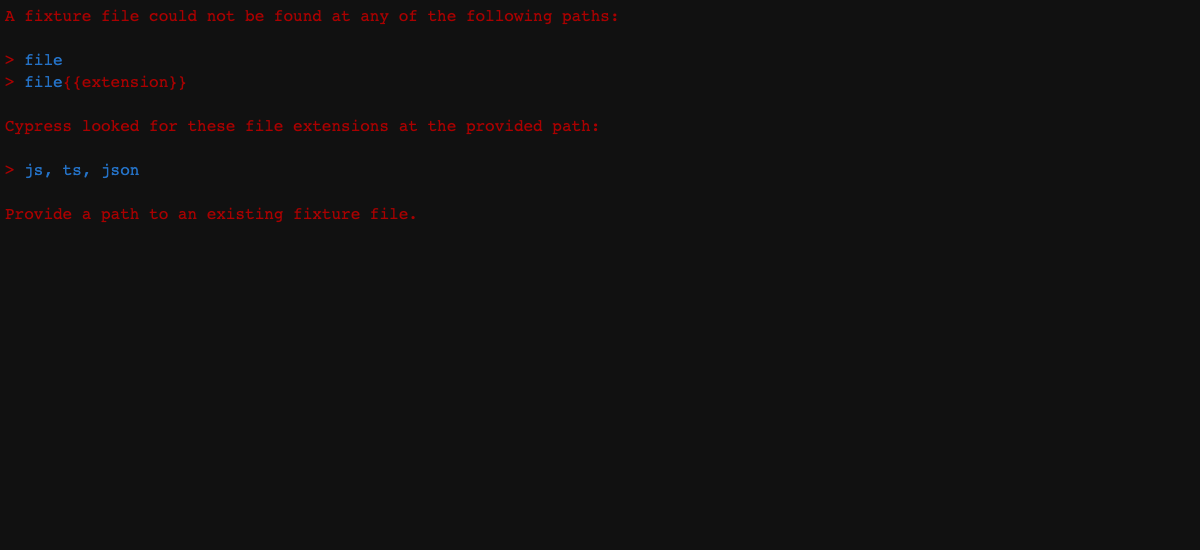 A fixture file could not be found at any of the following paths:
> file
> file{{extension}}
Cypress looked for these file extensions at the provided path:
> js, ts, json
Provide a path to an existing fixture file.